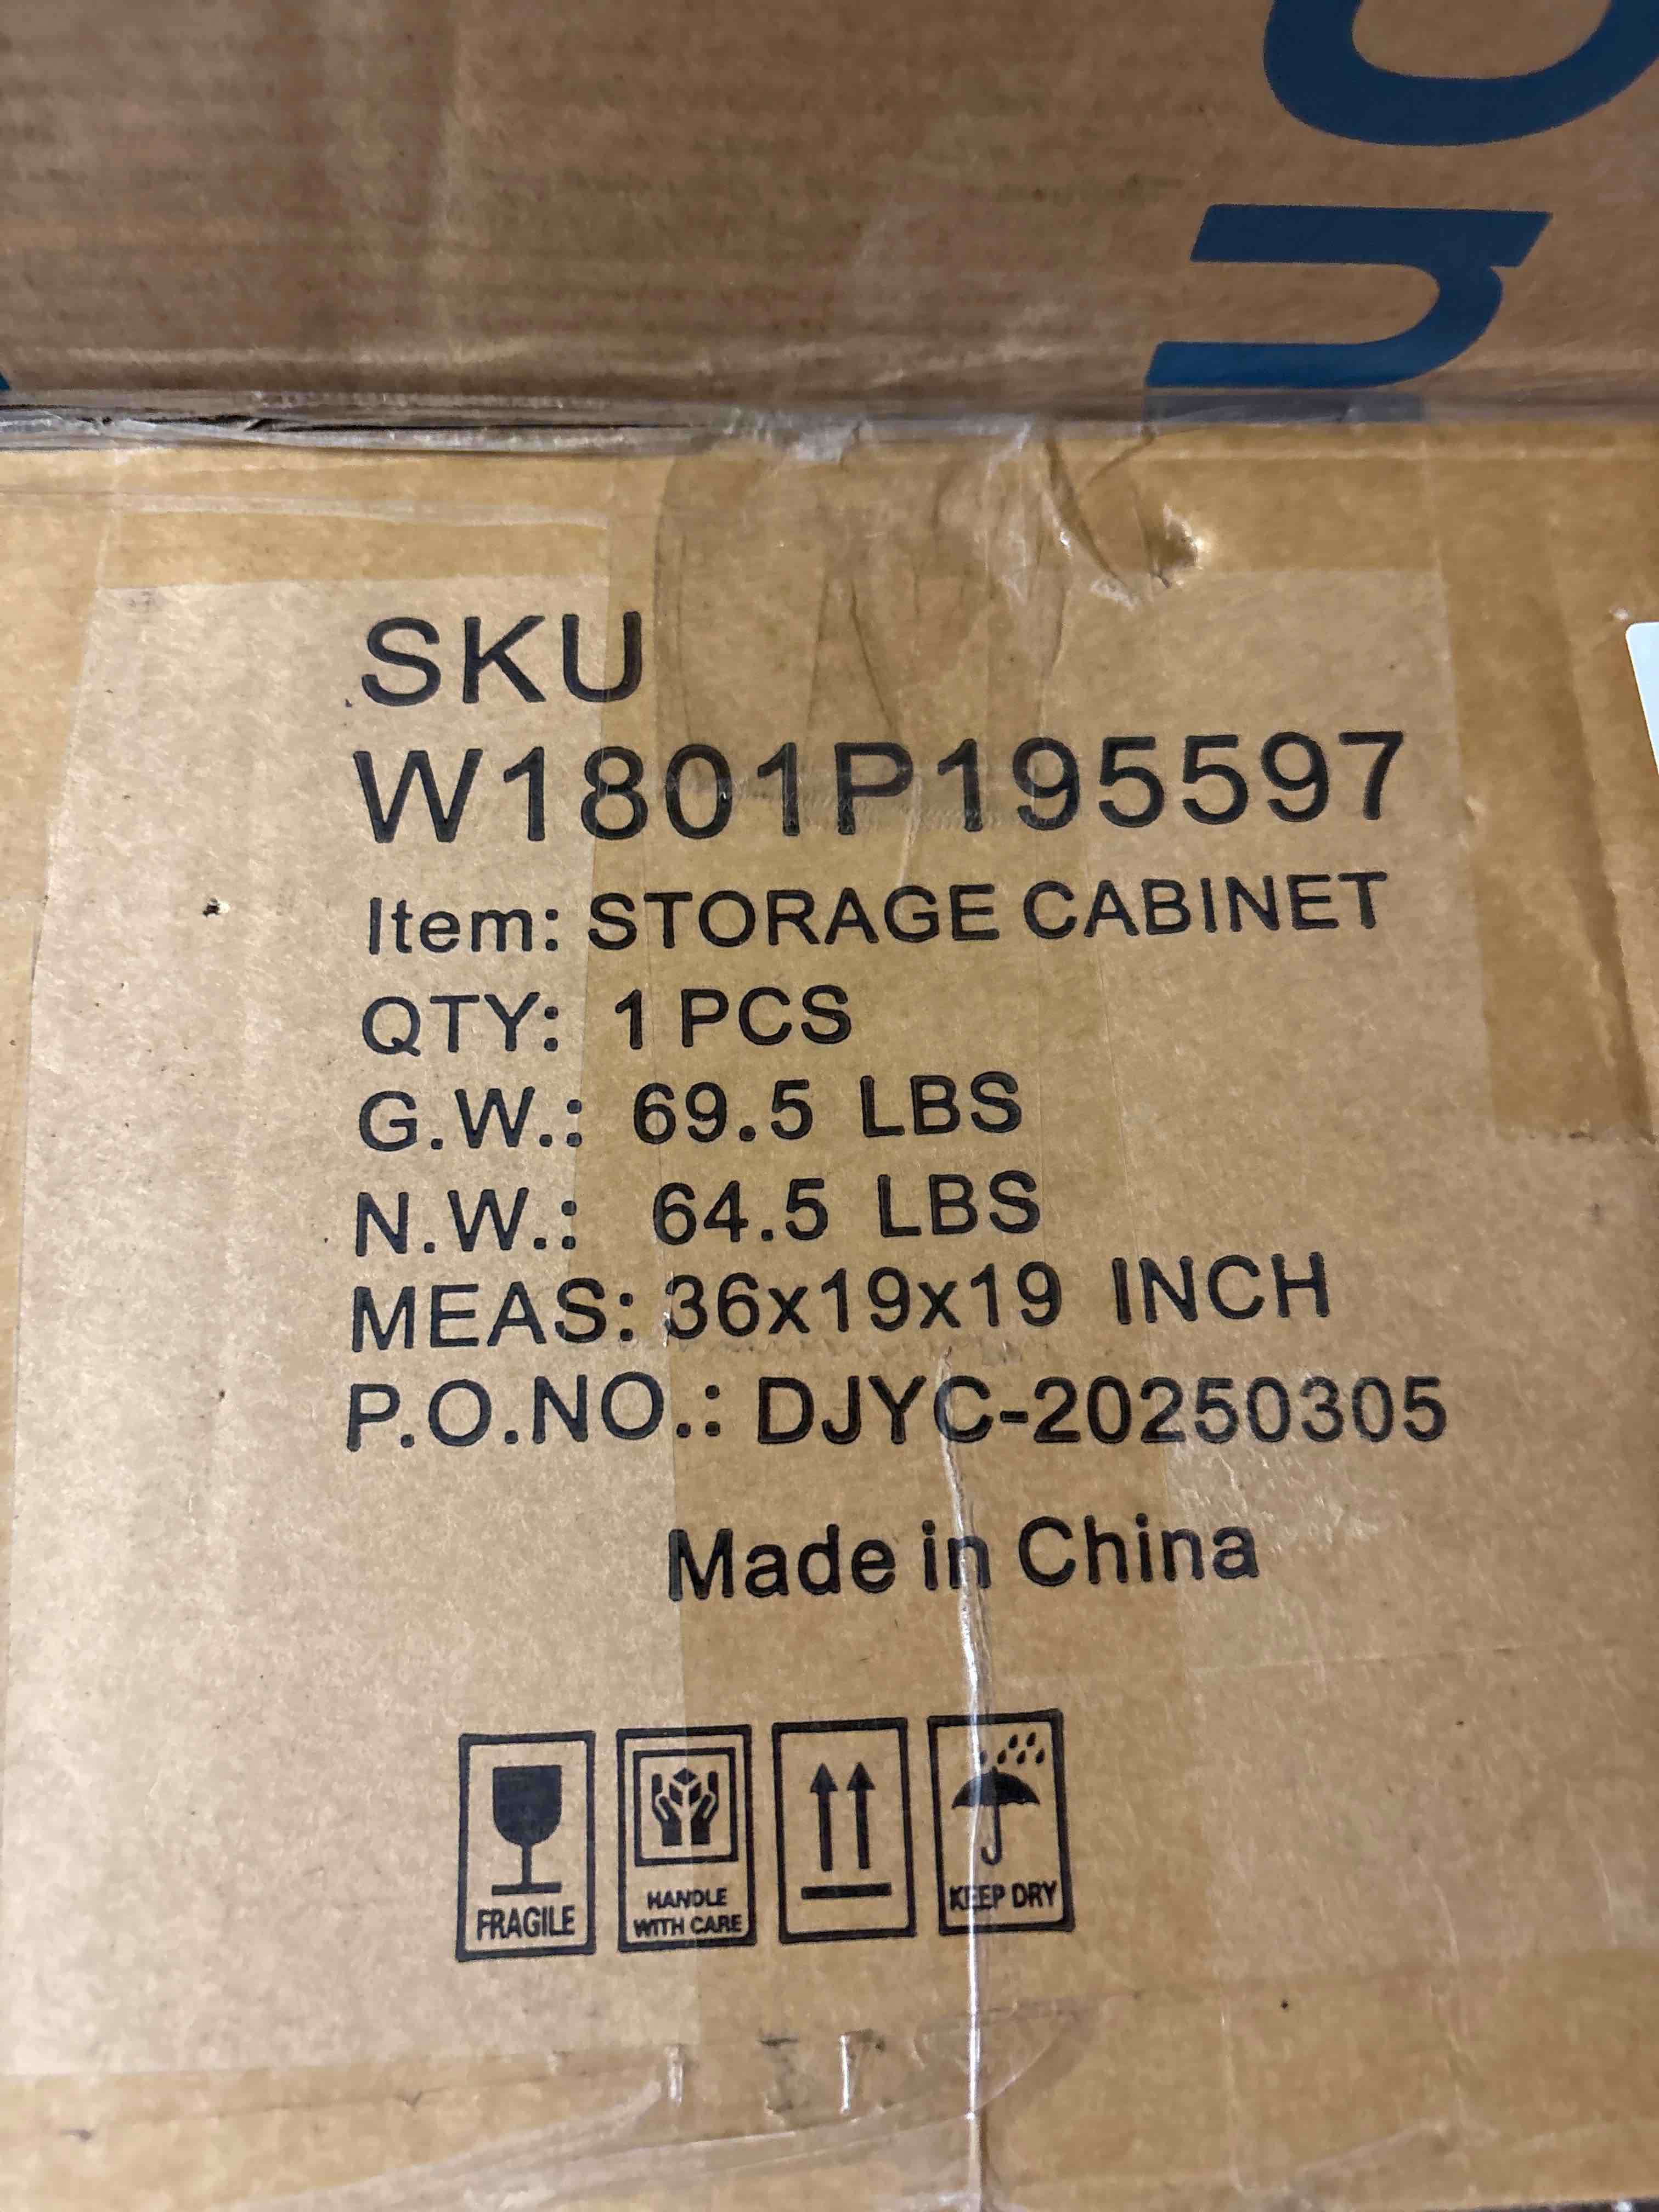 SKU
W1801P195597
Item: STORAGE CABINET
QTY: 1 PCS
G.W.: 69.5 LBS
N.W.: 64.5 LBS
MEAS: 36x19x19 INCH
P.O.NO.: DJYC-20250305
Made in China
FRAGILE
HANDLE
WITH CARE
KEEP DRY